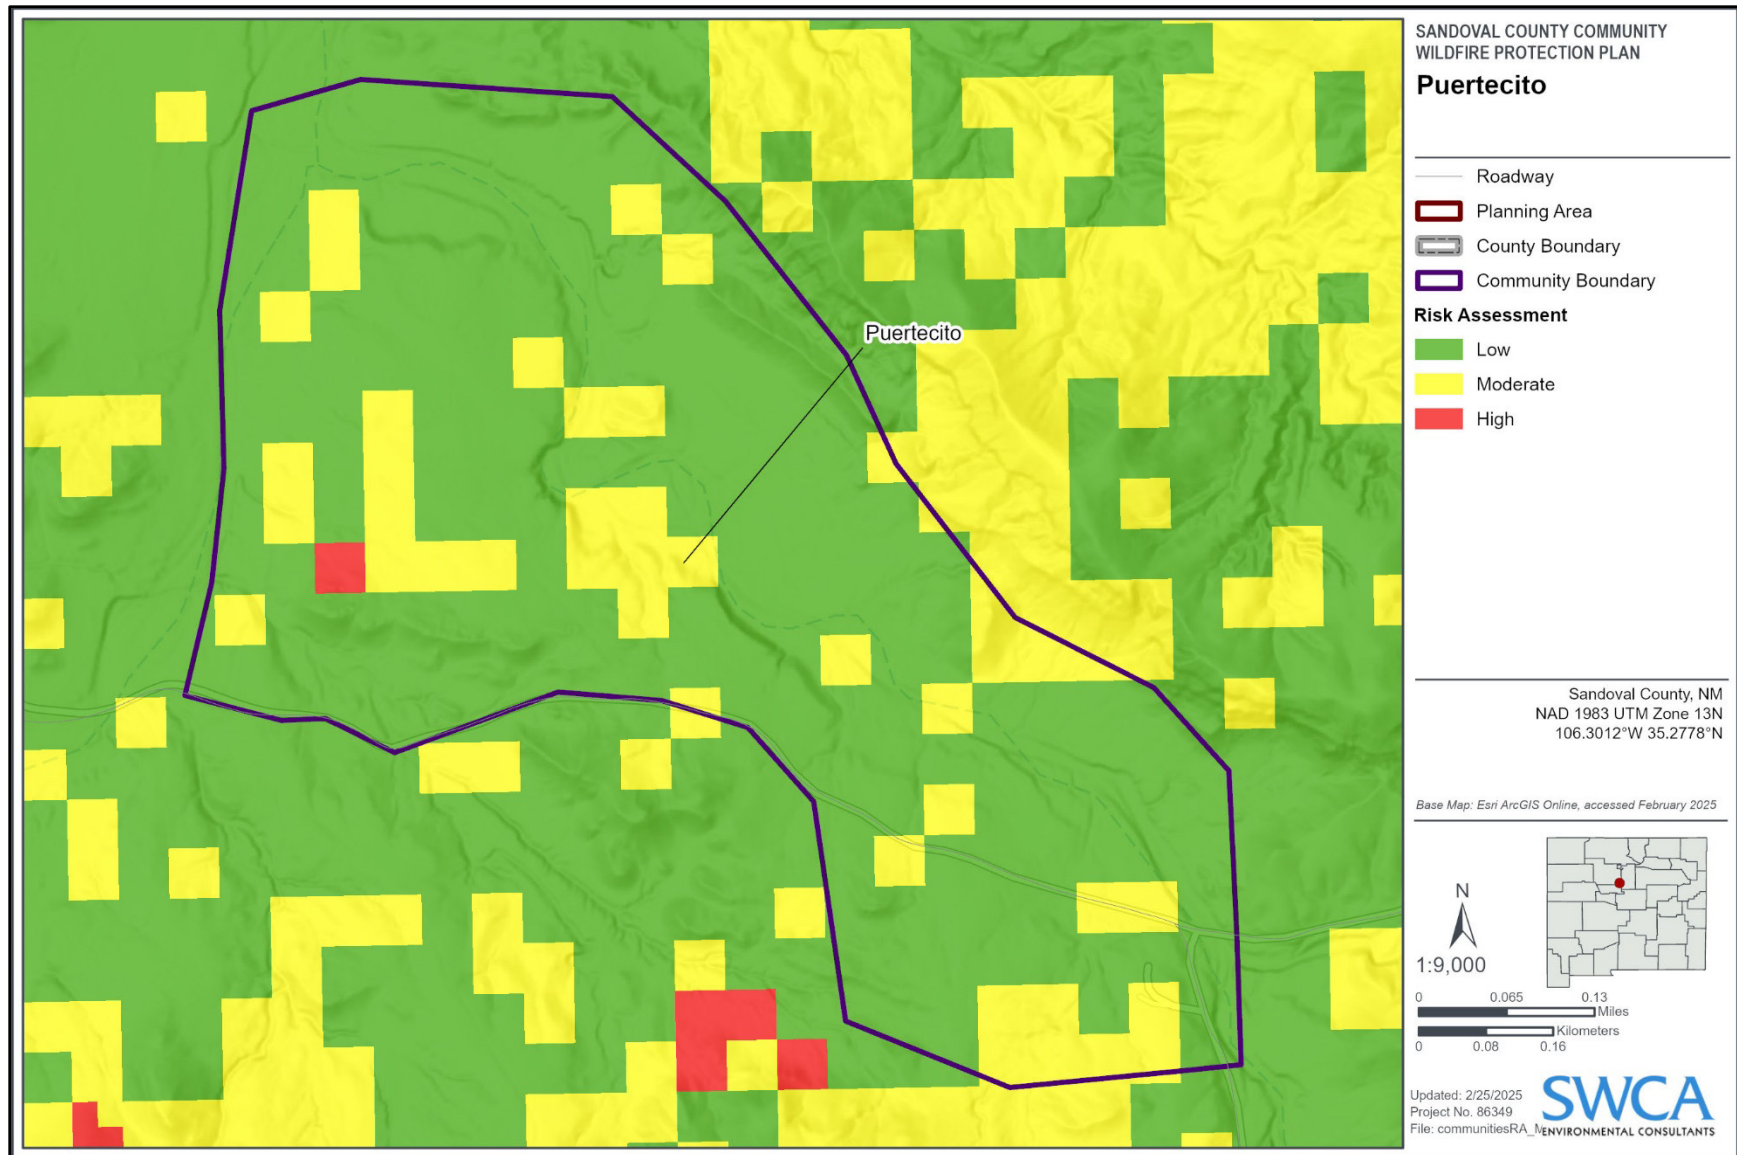 SANDOVAL COUNTY COMMUNITY
WILDFIRE PROTECTION PLAN
Puertecito
Roadway
Planning Area
County Boundary
Community Boundary
Risk Assessment
Low
Moderate
High
Puertecito
Sandoval County, NM
NAD 1983 UTM Zone 13N
106.3012°W 35.2778°N
Base Map: Esri ArcGIS Online, accessed February 2025
N
1:9,000
0 0.065 0.13
Miles
Kilometers
0 0.08 0.16
Updated: 2/25/2025
Project No. 86349
File: communitiesRA_
SWCA
ENVIRONMENTAL CONSULTANTS